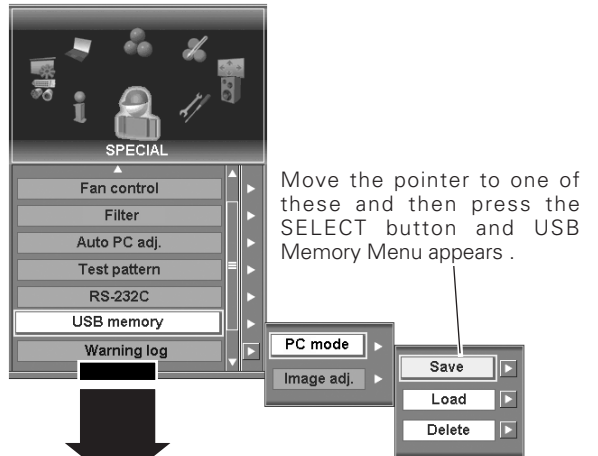 SPECIAL
Fan control
Filter
Auto PC adj.
Test pattern
RS-232C
USB memory
Warning log
Move the pointer to one of
these and then press the
SELECT button and USB
Memory Menu appears .
PC mode
Image adj.
Save
Load
Delete